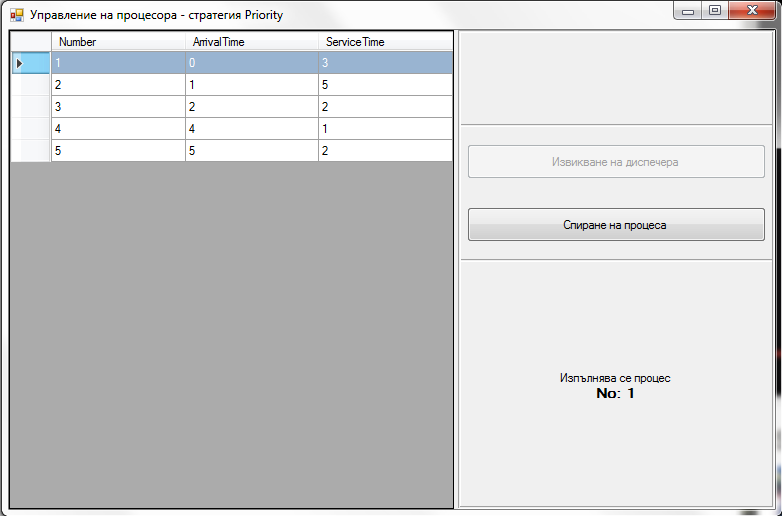 Управление на процесора - стратегия Priority
Number ArrivalTime ServiceTime
1 0 3
2 1 5
3 2 2
4 4 1
5 5 2
Извикване на диспечера
Спиране на процеса
Изпълнява се процес
No: 1